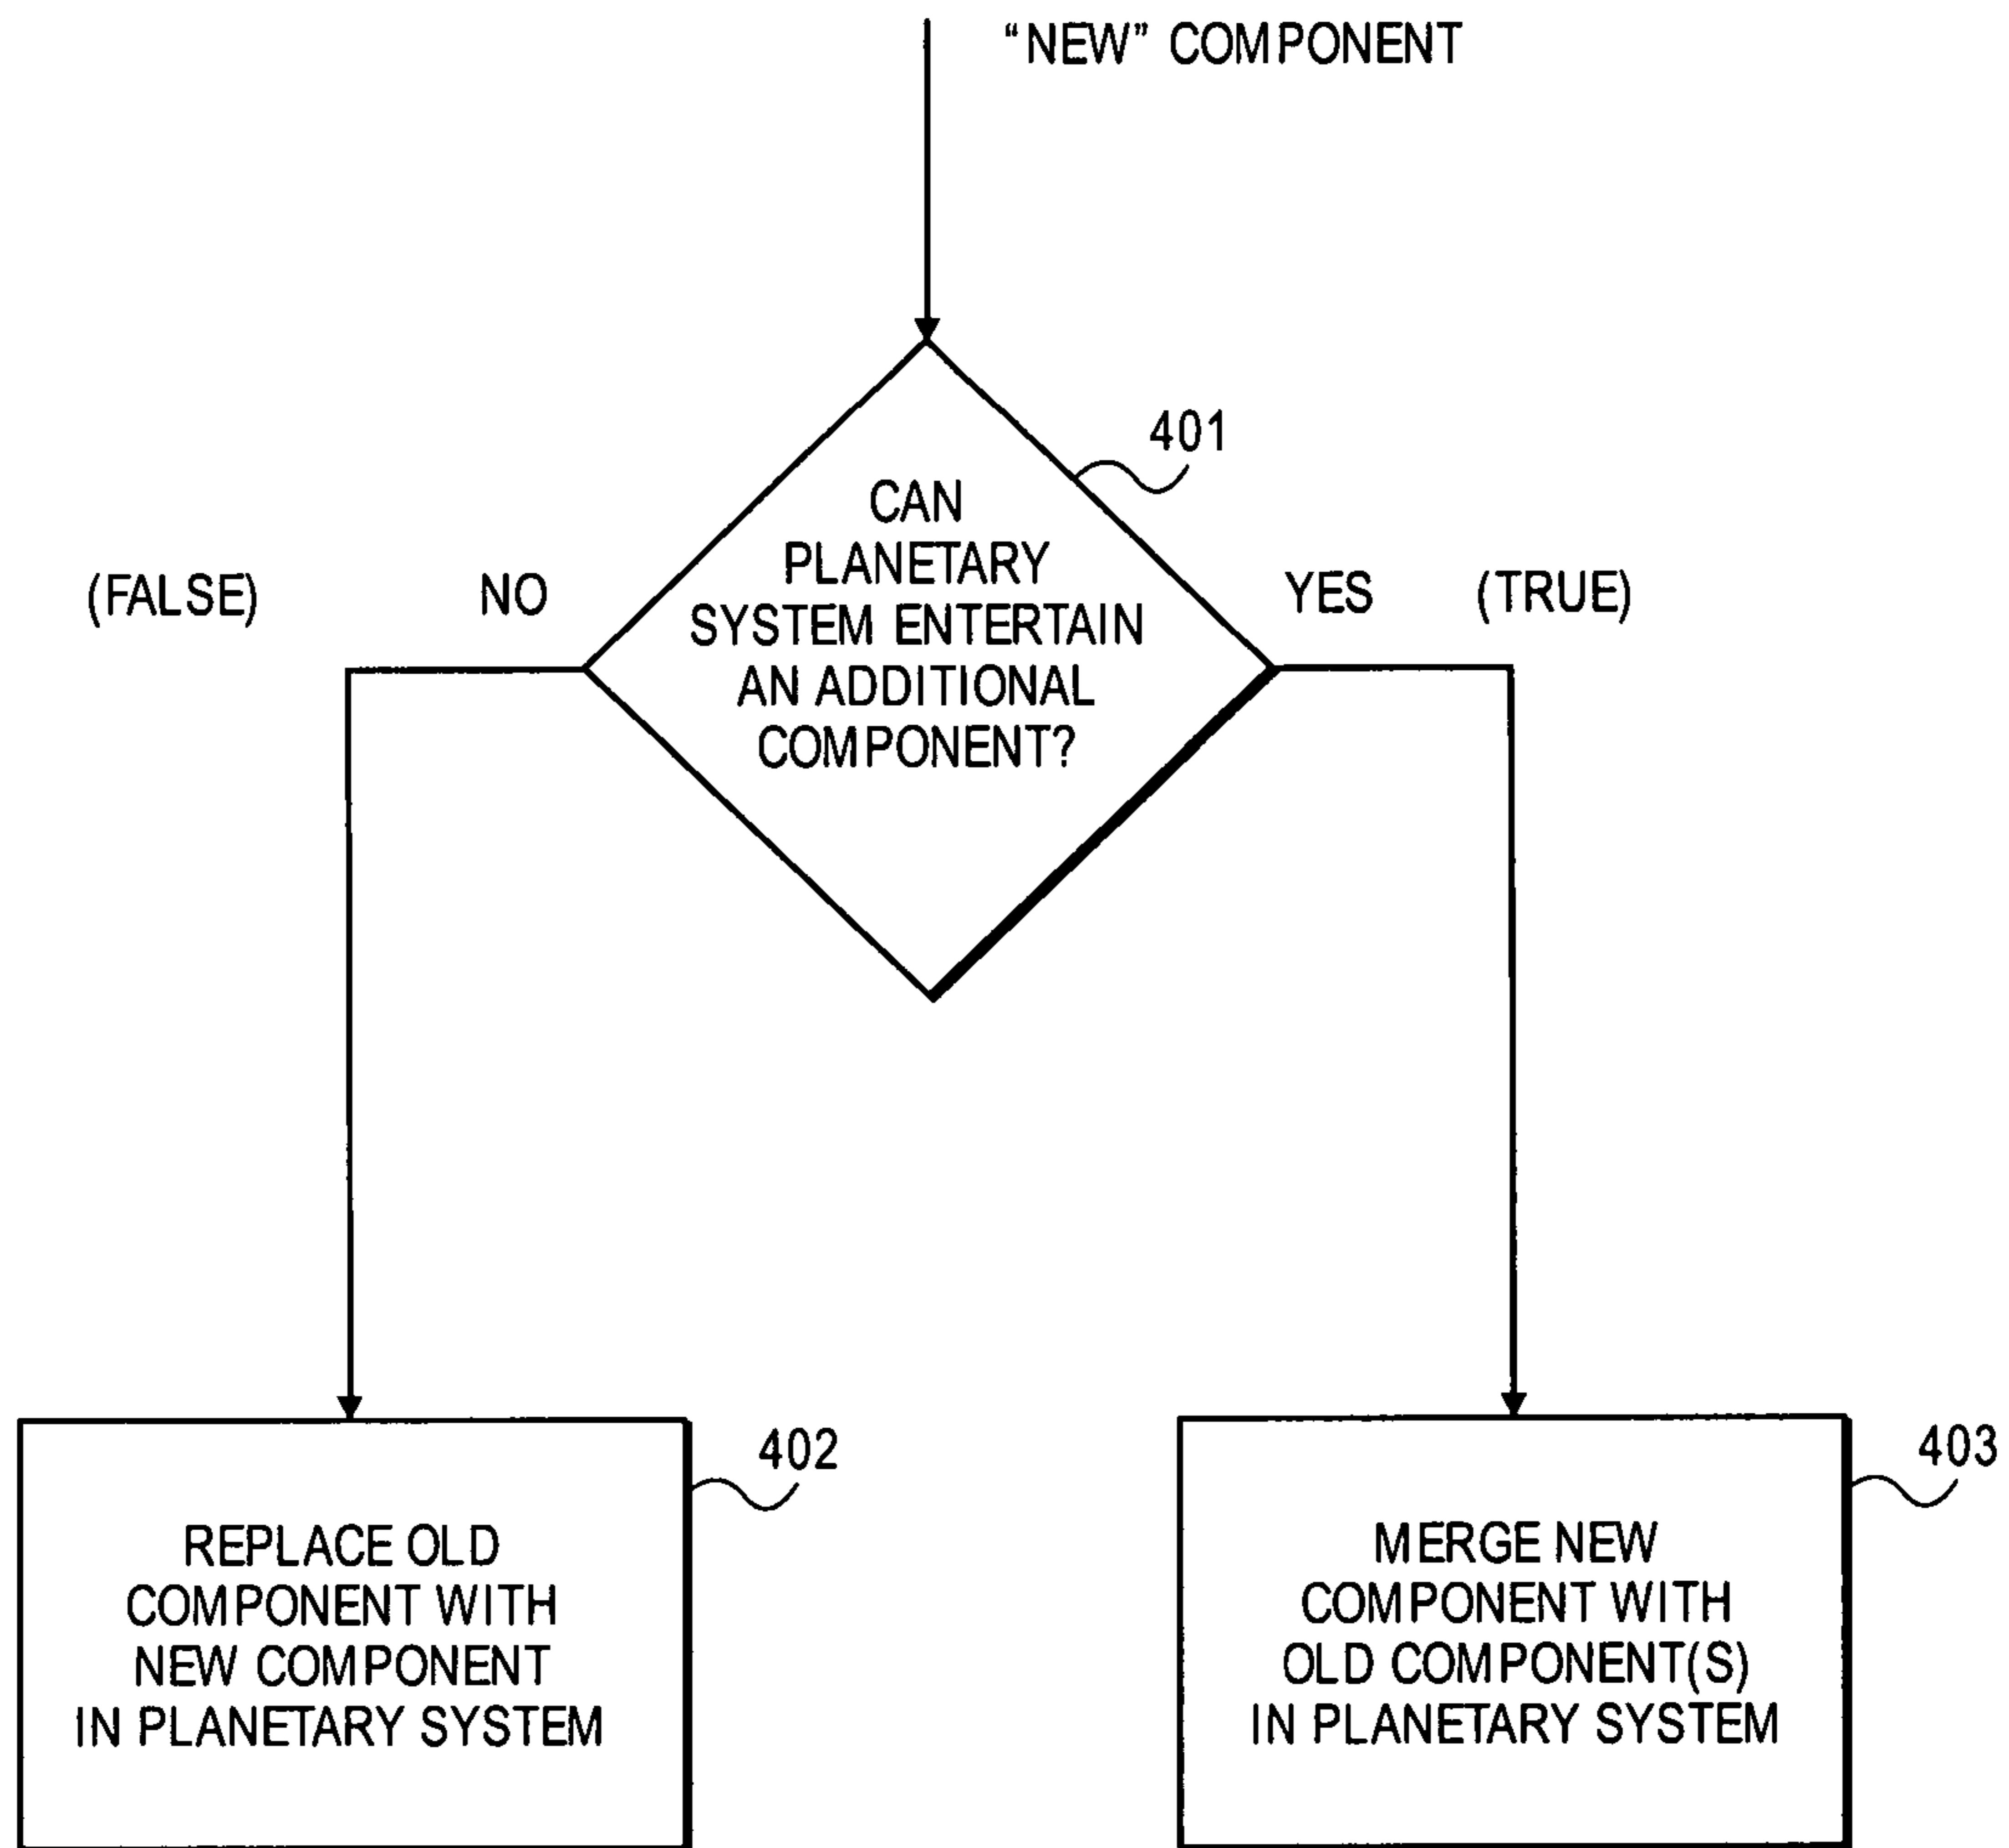 “NEW” COMPONENT
401
CAN
PLANETARY
SYSTEM ENTERTAIN
AN ADDITIONAL
COMPONENT?
(FALSE) NO
YES (TRUE)
402
REPLACE OLD
COMPONENT WITH
NEW COMPONENT
IN PLANETARY SYSTEM
403
MERGE NEW
COMPONENT WITH
OLD COMPONENT(S)
IN PLANETARY SYSTEM